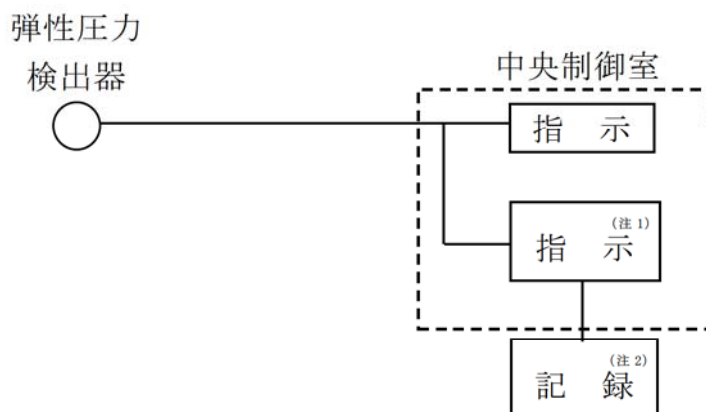 弾性圧力
検出器
中央制御室
指 示
指 示(注1)
記 録(注2)